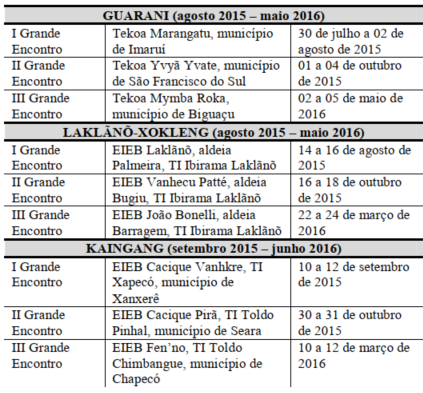 GUARANI (agosto 2015 – maio 2016)
I Grande Encontro
Tekoa Marangatu, município de Imaruí
30 de julho a 02 de agosto de 2015
II Grande Encontro
Tekoa Yvyã Yvate, município de São Francisco do Sul
01 a 04 de outubro de 2015
III Grande Encontro
Tekoa Mymba Roka, município de Biguaçu
02 a 05 de maio de 2016
LAKLÃNÕ-XOKLENG (agosto 2015 – maio 2016)
I Grande Encontro
EIEB Laklãnõ, aldeia Palmeira, TI Ibirama Laklãnõ
14 a 16 de agosto de 2015
II Grande Encontro
EIEB Vanhecu Patté, aldeia Bugiu, TI Ibirama Laklãnõ
16 a 18 de outubro de 2015
III Grande Encontro
EIEB João Bonelli, aldeia Barragem, TI Ibirama Laklãnõ
22 a 24 de março de 2016
KAINGANG (setembro 2015 – junho 2016)
I Grande Encontro
EIEB Cacique Vanhkre, TI Xapecó, município de Xanxerê
10 a 12 de setembro de 2015
II Grande Encontro
EIEB Cacique Pirã, TI Toldo Pinhal, município de Seara
30 a 31 de outubro de 2015
III Grande Encontro
EIEB Fen’no, TI Toldo Chimbangue, município de Chapecó
10 a 12 de março de 2016